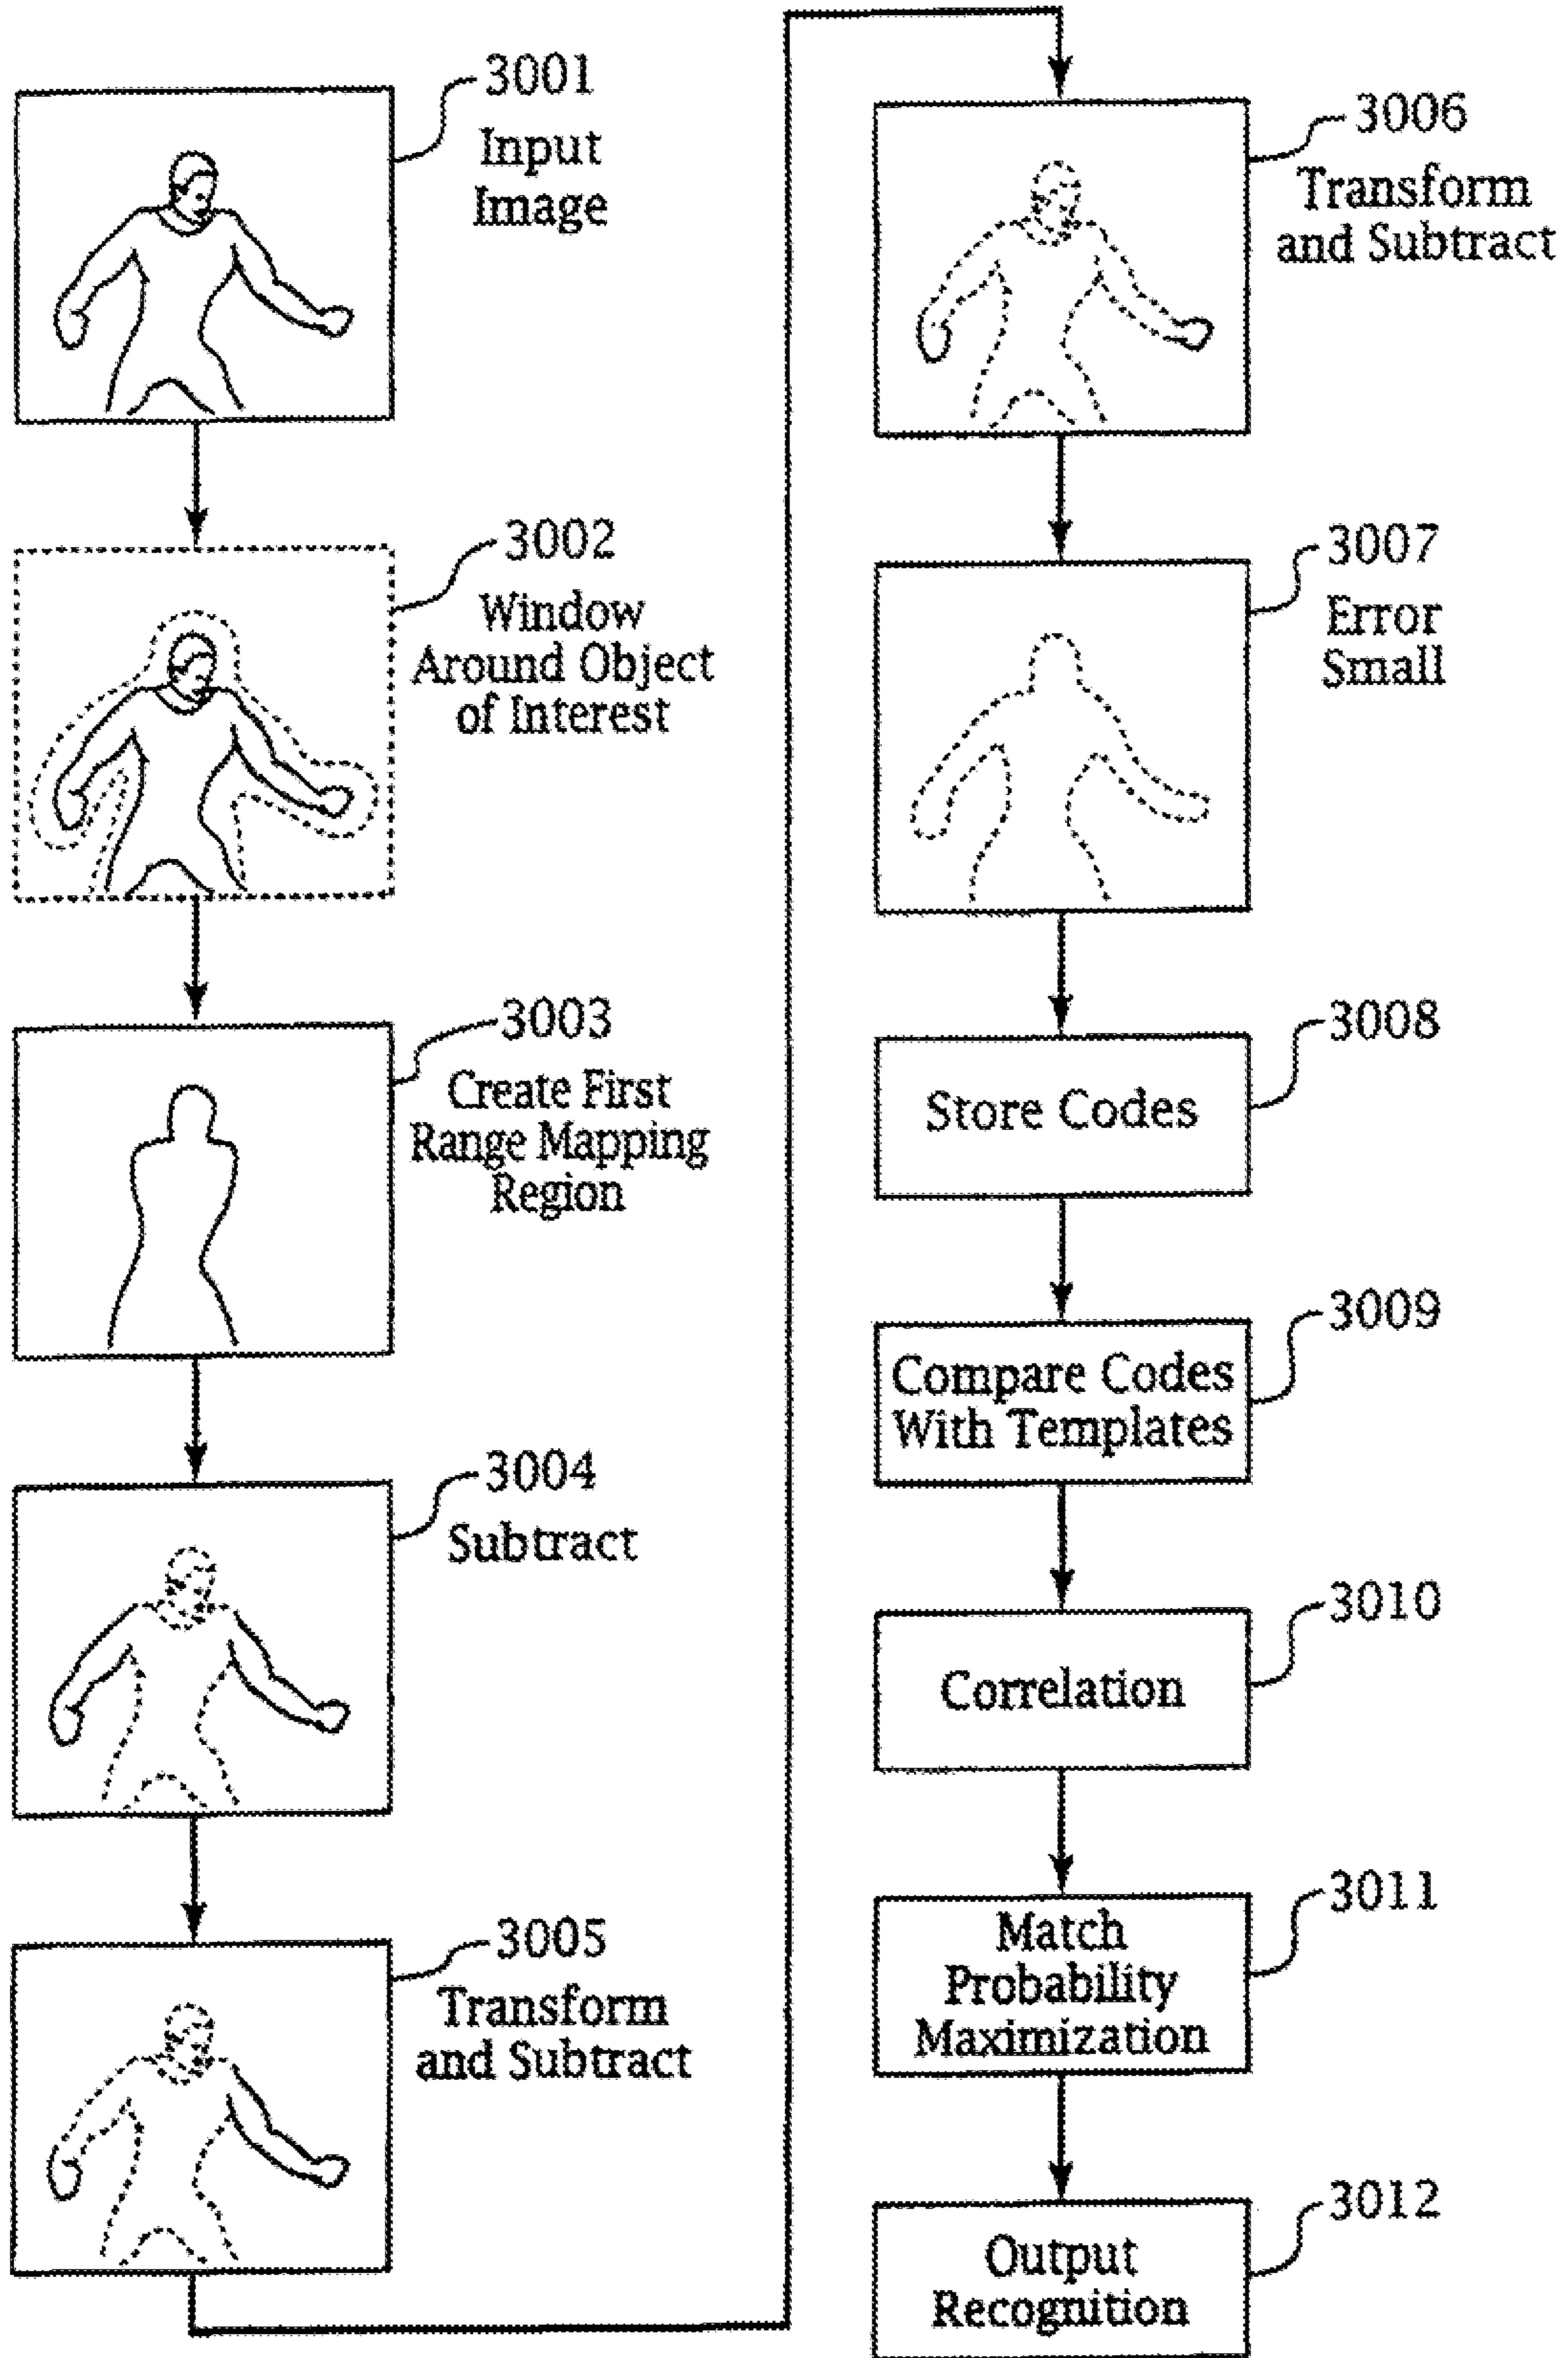 3001
Input
Image
3002
Window
Around Object
of Interest
3003
Create First
Range Mapping
Region
3004
Subtract
3005
Transform
and Subtract
3006
Transform
and Subtract
3007
Error
Small
3008
Store Codes
3009
Compare Codes
With Templates
3010
Correlation
3011
Match
Probability
Maximization
3012
Output
Recognition